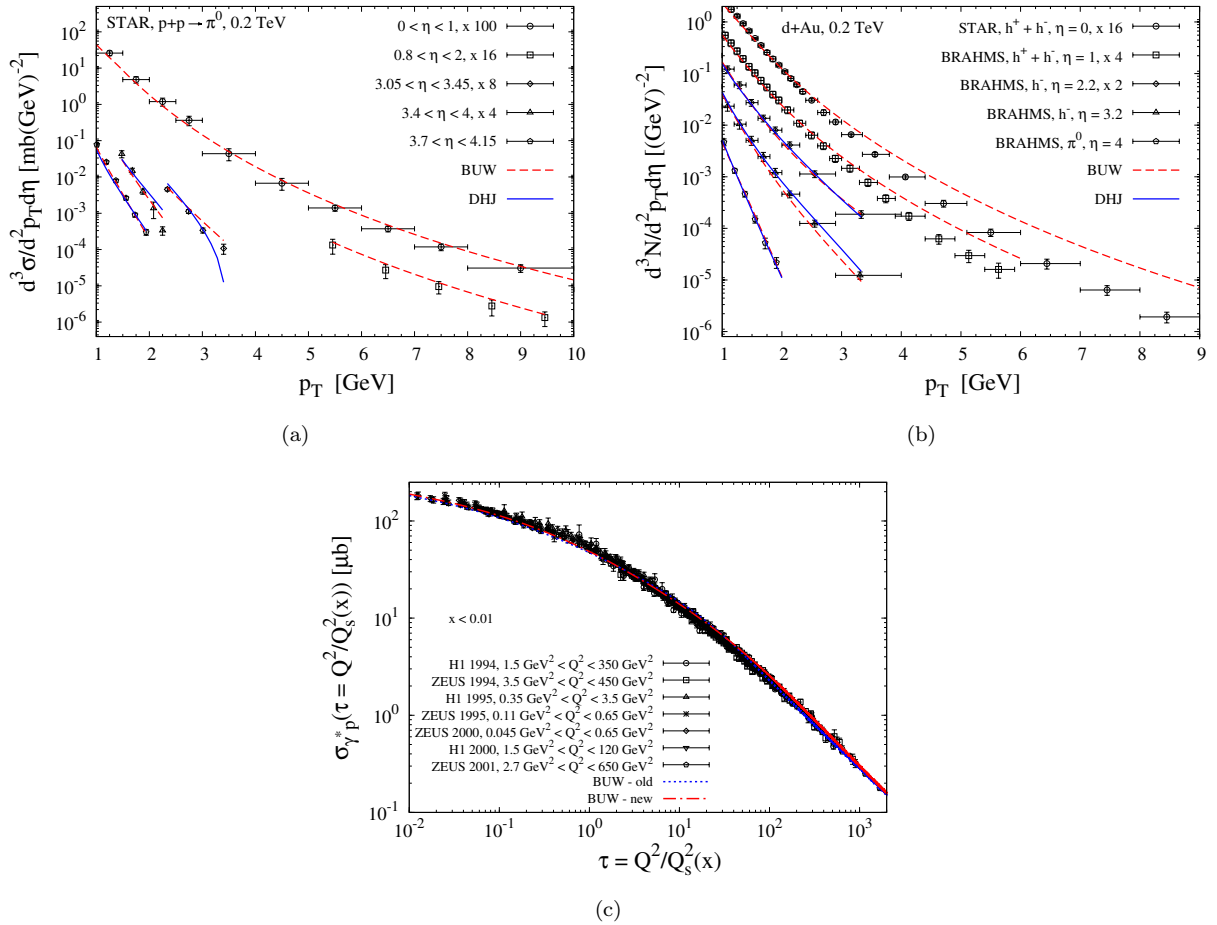 STAR, p+p → π⁰, 0.2 TeV
0 < η < 1, x 100
0.8 < η < 2, x 16
3.05 < η < 3.45, x 8
3.4 < η < 4, x 4
3.7 < η < 4.15
BUW
DHJ
d³σ/d²p_T dη [mb(GeV)⁻²]
10²
10¹
10⁰
10⁻¹
10⁻²
10⁻³
10⁻⁴
10⁻⁵
10⁻⁶
1 2 3 4 5 6 7 8 9 10
p_T [GeV]
(a)
d+Au, 0.2 TeV
STAR, h⁺ + h⁻, η = 0, x 16
BRAHMS, h⁺ + h⁻, η = 1, x 4
BRAHMS, h⁻, η = 2.2, x 2
BRAHMS, h⁻, η = 3.2
BRAHMS, π⁰, η = 4
BUW
DHJ
d³N/d²p_T dη [(GeV)⁻²]
10⁰
10⁻¹
10⁻²
10⁻³
10⁻⁴
10⁻⁵
10⁻⁶
1 2 3 4 5 6 7 8 9
p_T [GeV]
(b)
σ_γ*p(τ = Q²/Q_s²(x)) [μb]
10²
10¹
10⁰
10⁻¹
x < 0.01
H1 1994, 1.5 GeV² < Q² < 350 GeV²
ZEUS 1994, 3.5 GeV² < Q² < 450 GeV²
H1 1995, 0.35 GeV² < Q² < 3.5 GeV²
ZEUS 1995, 0.11 GeV² < Q² < 0.65 GeV²
ZEUS 2000, 0.045 GeV² < Q² < 0.65 GeV²
H1 2000, 1.5 GeV² < Q² < 120 GeV²
ZEUS 2001, 2.7 GeV² < Q² < 650 GeV²
BUW - old
BUW - new
10⁻² 10⁻¹ 10⁰ 10¹ 10² 10³
τ = Q²/Q_s²(x)
(c)